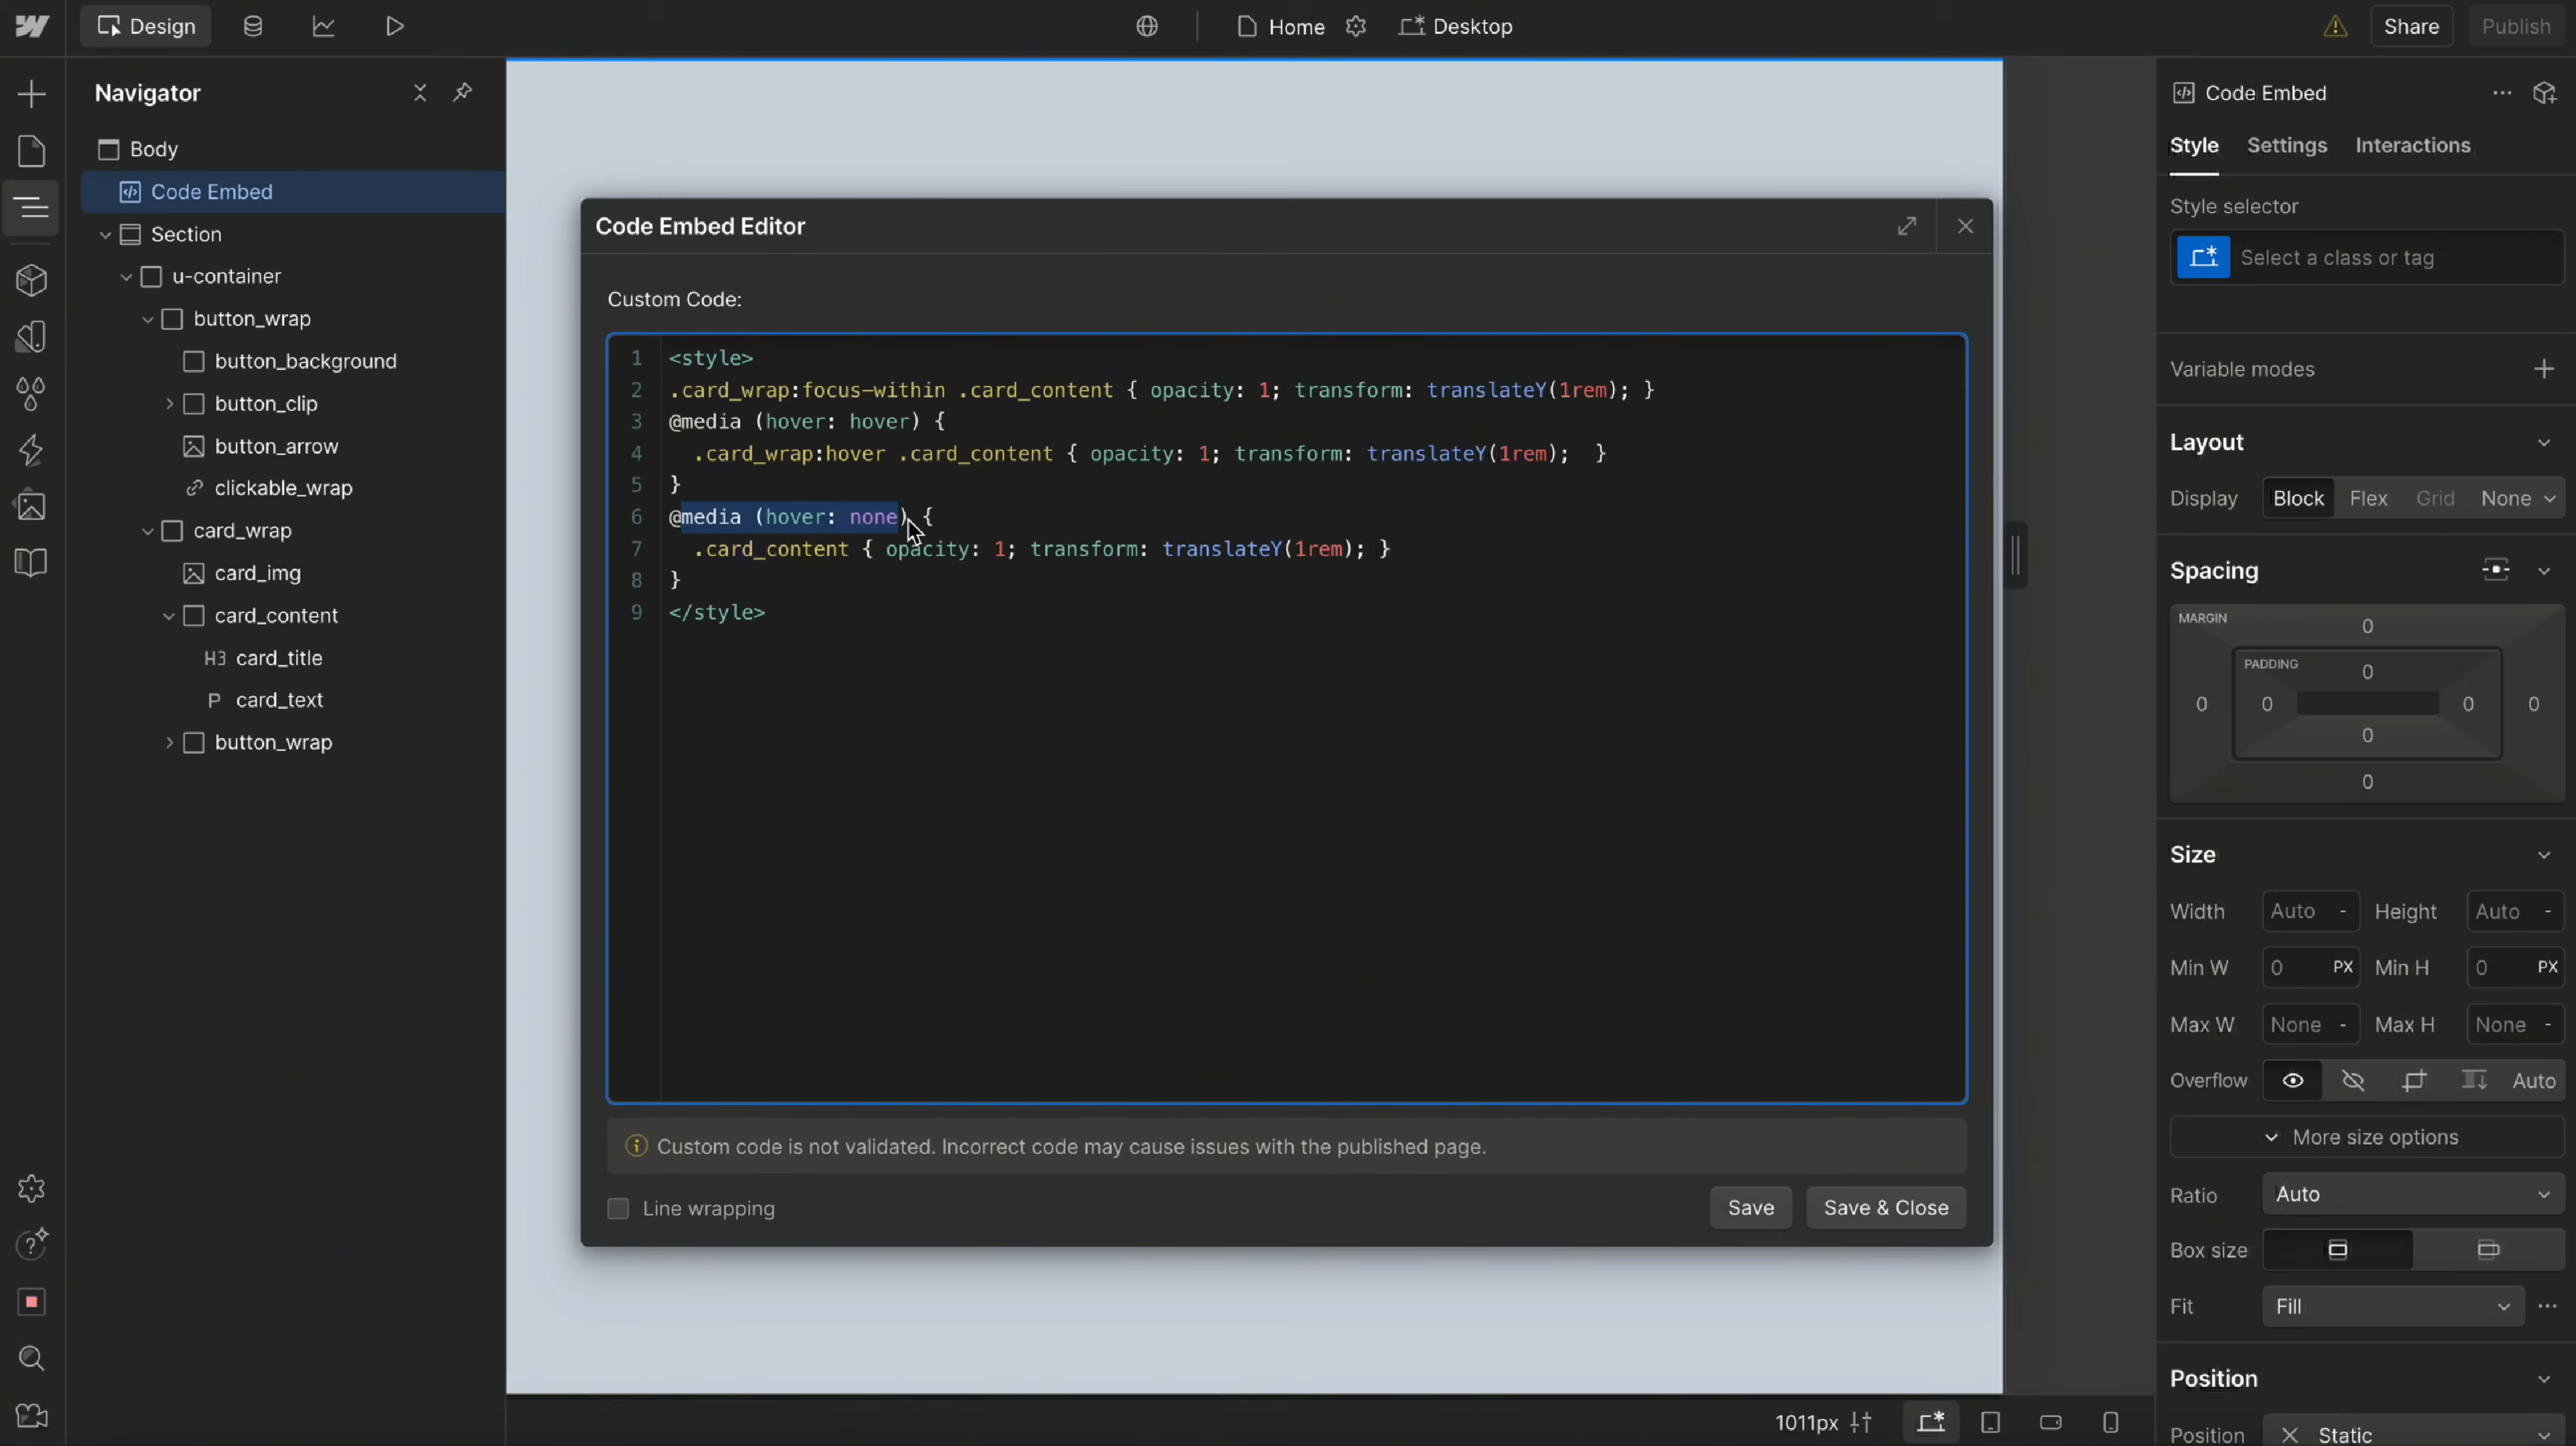 Design
Home
Desktop
Share
Publish
Navigator
Body
Code Embed
Section
u-container
button_wrap
button_background
button_clip
button_arrow
clickable_wrap
card_wrap
card_img
card_content
H3 card_title
P card_text
button_wrap
Code Embed Editor
Custom Code:
1 <style>
2 .card_wrap:focus-within .card_content { opacity: 1; transform: translateY(1rem); }
3 @media (hover: hover) {
4 .card_wrap:hover .card_content { opacity: 1; transform: translateY(1rem);  }
5 }
6 @media (hover: none) {
7 .card_content { opacity: 1; transform: translateY(1rem); }
8 }
9 </style>
Custom code is not validated. Incorrect code may cause issues with the published page.
Line wrapping
Save
Save & Close
1011px
Code Embed
Style Settings Interactions
Style selector
Select a class or tag
Variable modes
Layout
Display Block Flex Grid None
Spacing
MARGIN
0
PADDING
0
0 0 0 0
0
0
Size
Width Auto - Height Auto -
Min W 0 PX Min H 0 PX
Max W None - Max H None -
Overflow Auto
More size options
Ratio Auto
Box size
Fit Fill
Position
Position Static